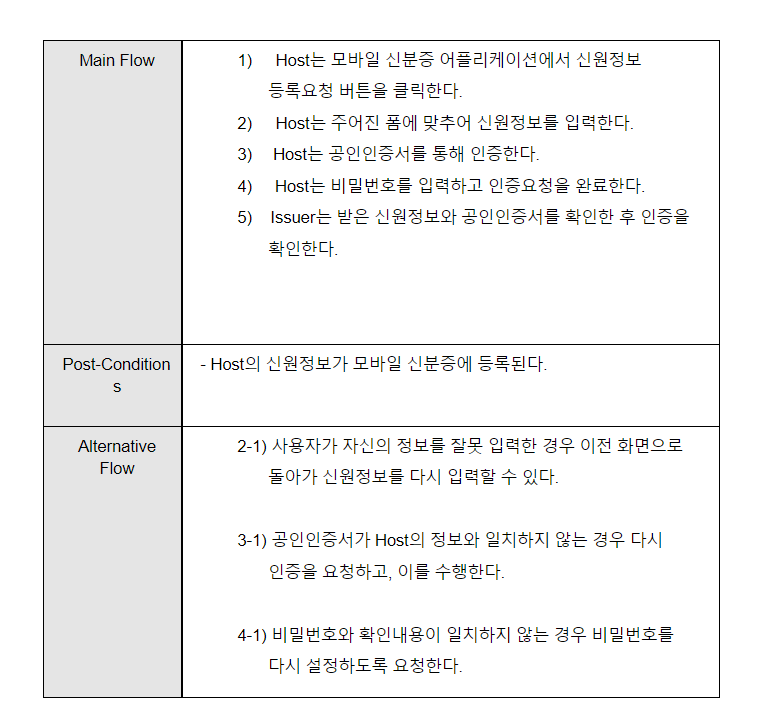 Main Flow
1) Host는 모바일 신분증 어플리케이션에서 신원정보
등록요청 버튼을 클릭한다.
2) Host는 주어진 폼에 맞추어 신원정보를 입력한다.
3) Host는 공인인증서를 통해 인증한다.
4) Host는 비밀번호를 입력하고 인증요청을 완료한다.
5) Issuer는 받은 신원정보와 공인인증서를 확인한 후 인증을
확인한다.
Post-Condition
s
- Host의 신원정보가 모바일 신분증에 등록된다.
Alternative
Flow
2-1) 사용자가 자신의 정보를 잘못 입력한 경우 이전 화면으로
돌아가 신원정보를 다시 입력할 수 있다.
3-1) 공인인증서가 Host의 정보와 일치하지 않는 경우 다시
인증을 요청하고, 이를 수행한다.
4-1) 비밀번호와 확인내용이 일치하지 않는 경우 비밀번호를
다시 설정하도록 요청한다.